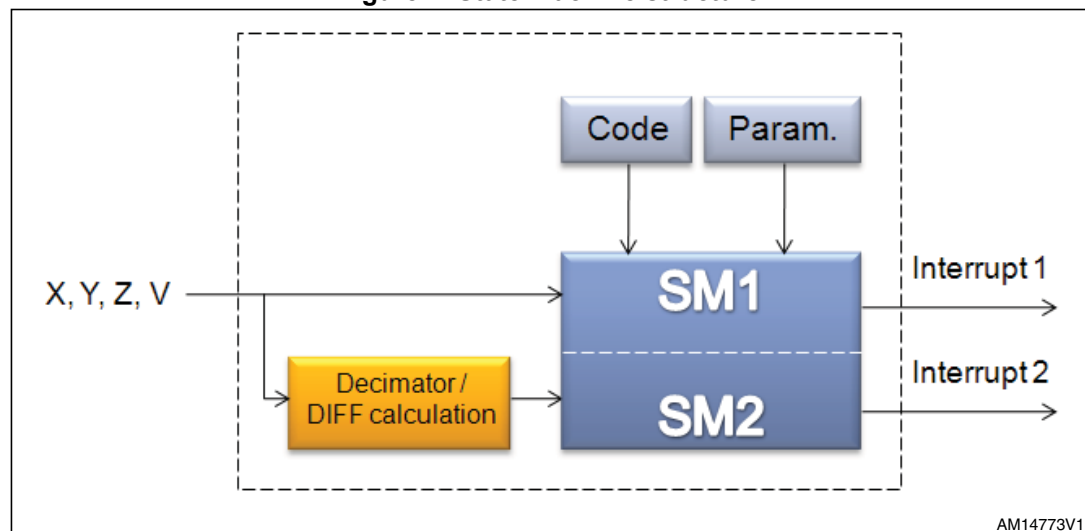 Code
Param.
X, Y, Z, V
SM1
Interrupt 1
Decimator /
DIFF calculation
SM2
Interrupt 2
AM14773V1